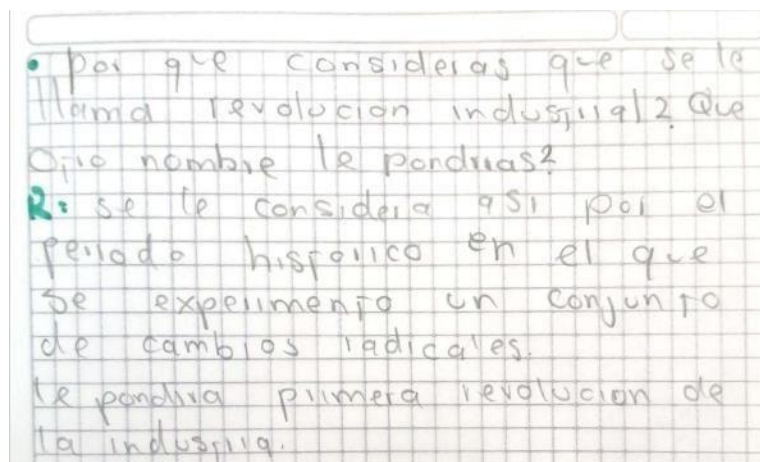 • por que consideras que se le
llama revolucion industrial? Que
Otro nombre le pondrias?
R: se le considera asi por el
periodo historico en el que
se experimento un conjunto
de cambios radicales.
le pondria primera revolucion de
la industria.